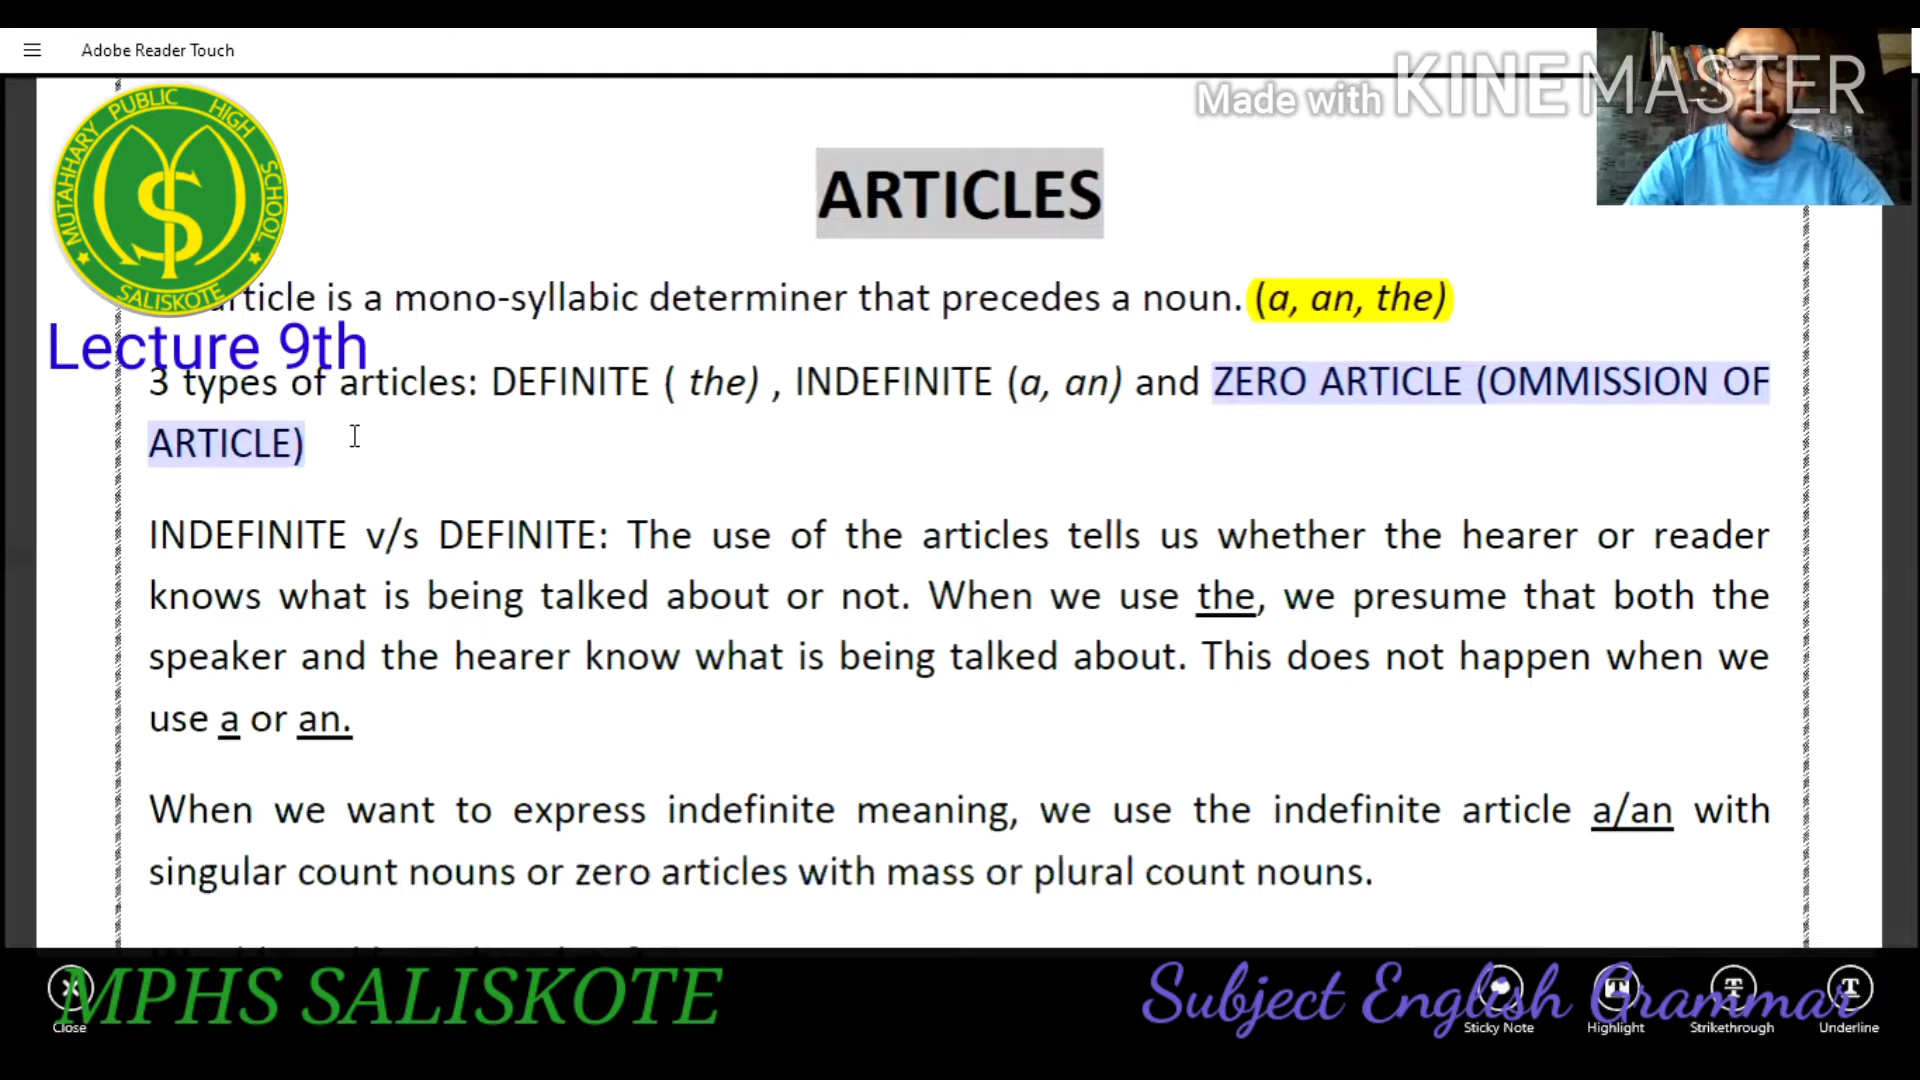 Adobe Reader Touch
Made with KINEMASTER
MUTAHHARY PUBLIC HIGH SCHOOL
SALISKOTE
ARTICLES
article is a mono-syllabic determiner that precedes a noun. (a, an, the)
Lecture 9th
3 types of articles: DEFINITE ( the) , INDEFINITE (a, an) and ZERO ARTICLE (OMMISSION OF
ARTICLE)
INDEFINITE v/s DEFINITE: The use of the articles tells us whether the hearer or reader
knows what is being talked about or not. When we use the, we presume that both the
speaker and the hearer know what is being talked about. This does not happen when we
use a or an.
When we want to express indefinite meaning, we use the indefinite article a/an with
singular count nouns or zero articles with mass or plural count nouns.
MPHS SALISKOTE
Subject English Grammar
Close
Sticky Note
Highlight
Strikethrough
Underline